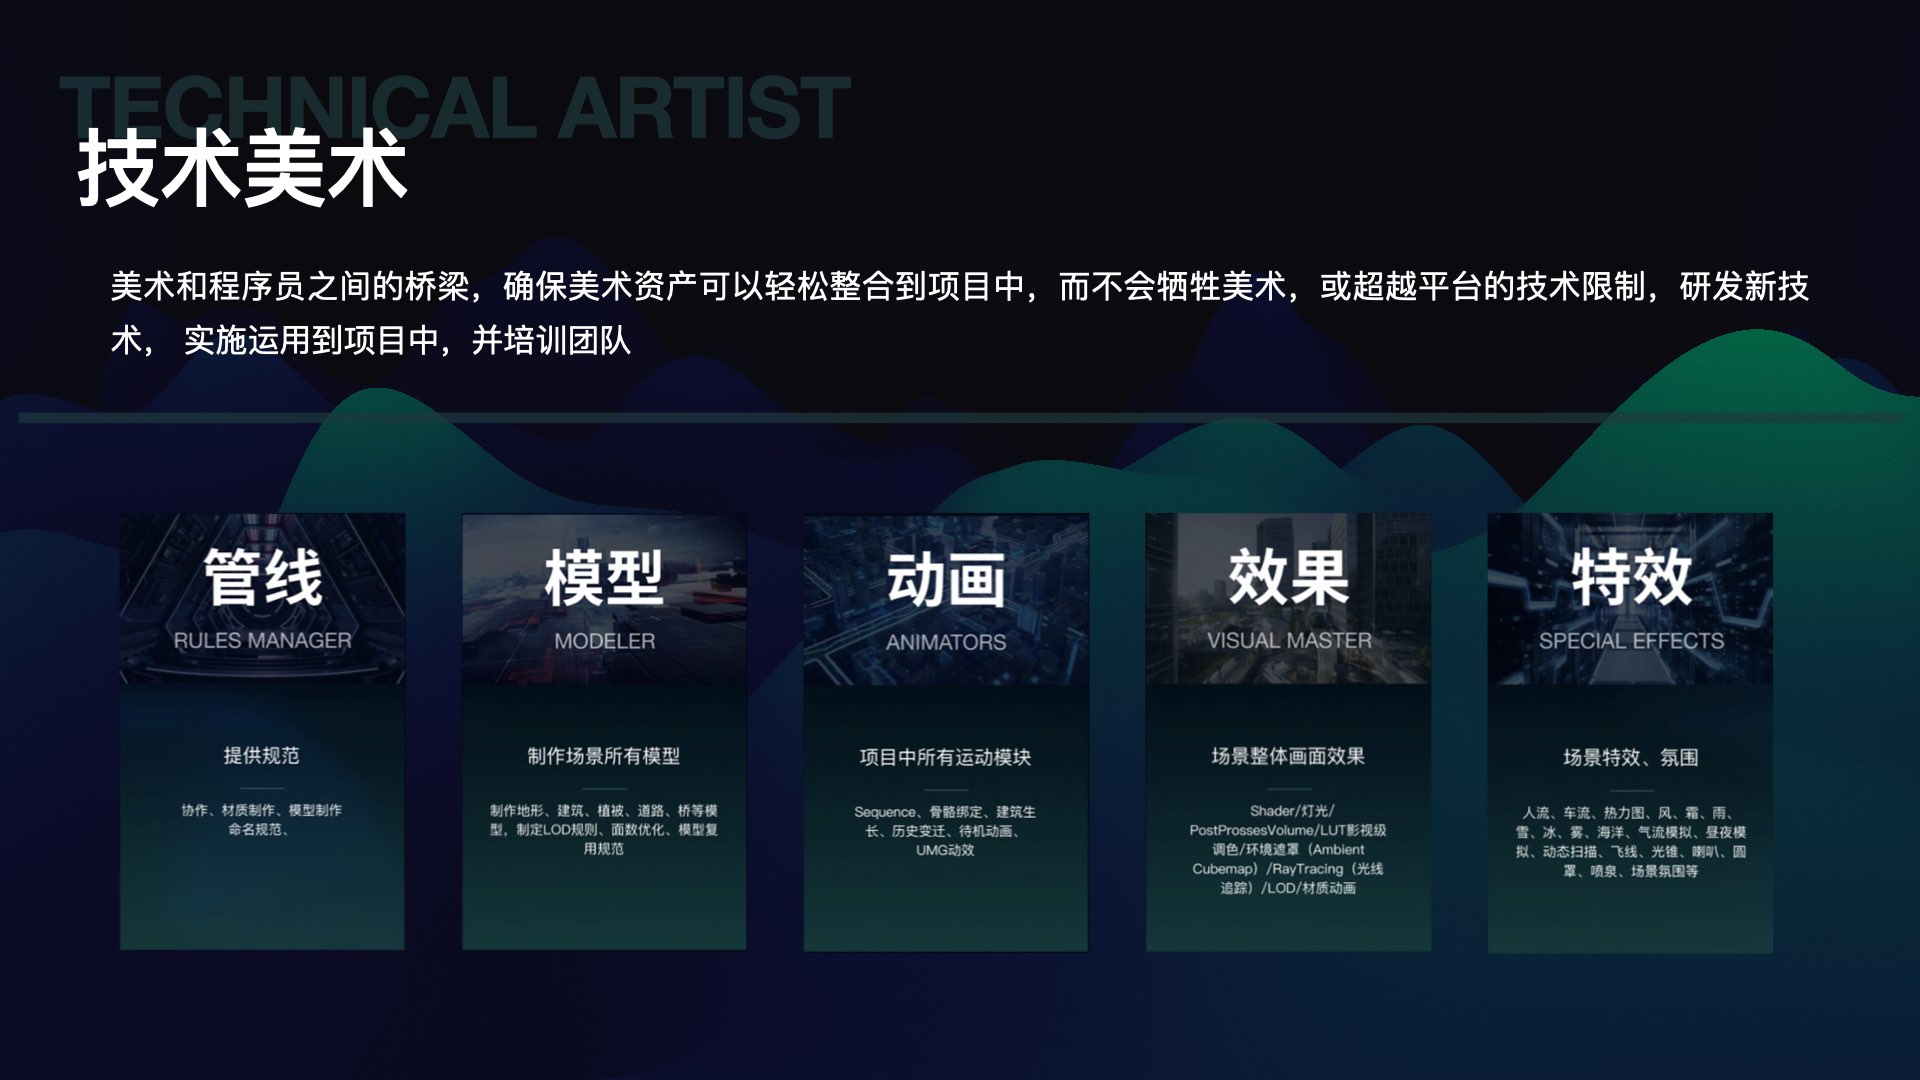 TECHNICAL ARTIST
技术美术
美术和程序员之间的桥梁，确保美术资产可以轻松整合到项目中，而不会牺牲美术，或超越平台的技术限制，研发新技
术， 实施运用到项目中，并培训团队
管线
RULES MANAGER
提供规范
协作、材质制作、模型制作
命名规范、
模型
MODELER
制作场景所有模型
制作地形、建筑、植被、道路、桥等模
型，制定LOD规则、面数优化、模型复
用规范
动画
ANIMATORS
项目中所有运动模块
Sequence、骨骼绑定、建筑生
长、历史变迁、待机动画、
UMG动效
效果
VISUAL MASTER
场景整体画面效果
Shader/灯光/
PostProssesVolume/LUT影视级
调色/环境遮罩（Ambient
Cubemap）/RayTracing（光线
追踪）/LOD/材质动画
特效
SPECIAL EFFECTS
场景特效、氛围
人流、车流、热力图、风、霜、雨、
雪、冰、雾、海洋、气流模拟、昼夜模
拟、动态扫描、飞线、光锥、喇叭、圆
罩、喷泉、场景氛围等